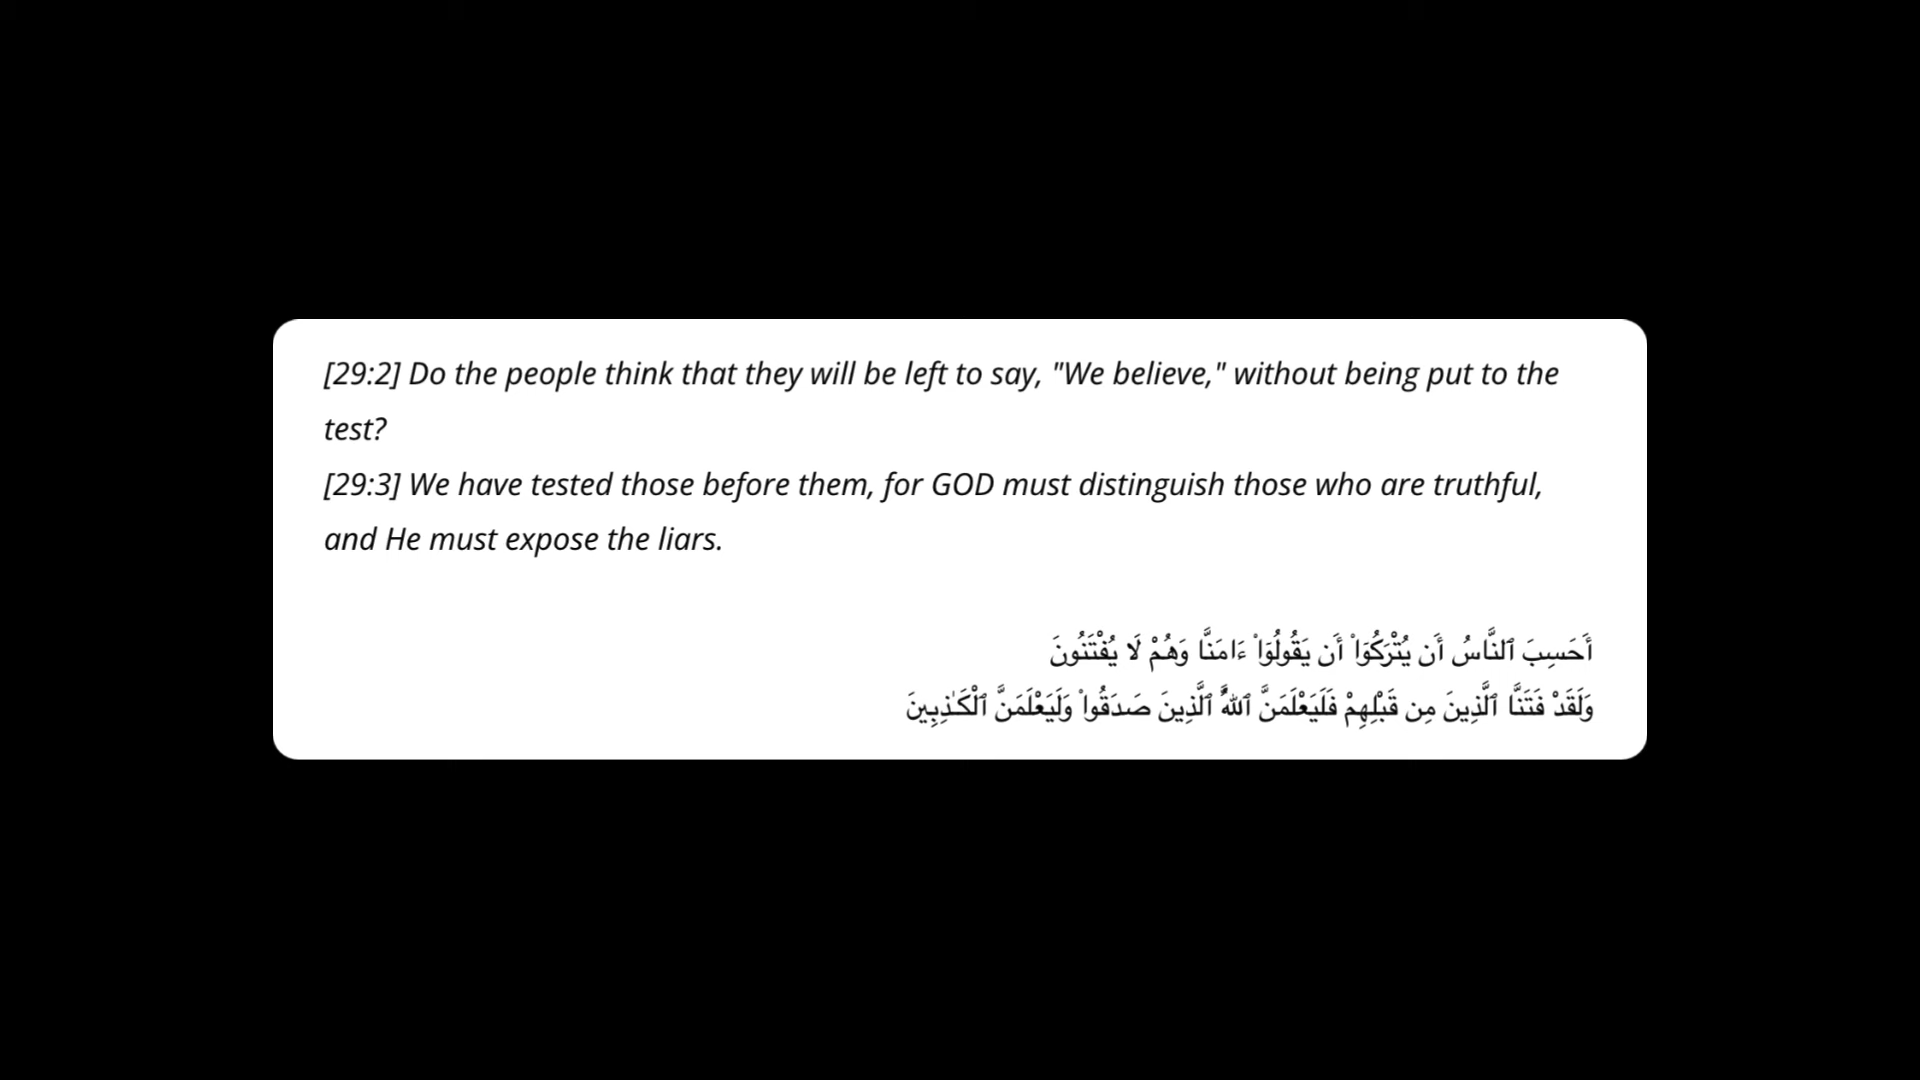 [29:2] Do the people think that they will be left to say, "We believe," without being put to the
test?
[29:3] We have tested those before them, for GOD must distinguish those who are truthful,
and He must expose the liars.
أَحَسِبَ ٱلنَّاسُ أَن يُتْرَكُوٓا۟ أَن يَقُولُوٓا۟ ءَامَنَّا وَهُمْ لَا يُفْتَنُونَ
وَلَقَدْ فَتَنَّا ٱلَّذِينَ مِن قَبْلِهِمْ فَلَيَعْلَمَنَّ ٱللَّهُ ٱلَّذِينَ صَدَقُوا۟ وَلَيَعْلَمَنَّ ٱلْكَـٰذِبِينَ